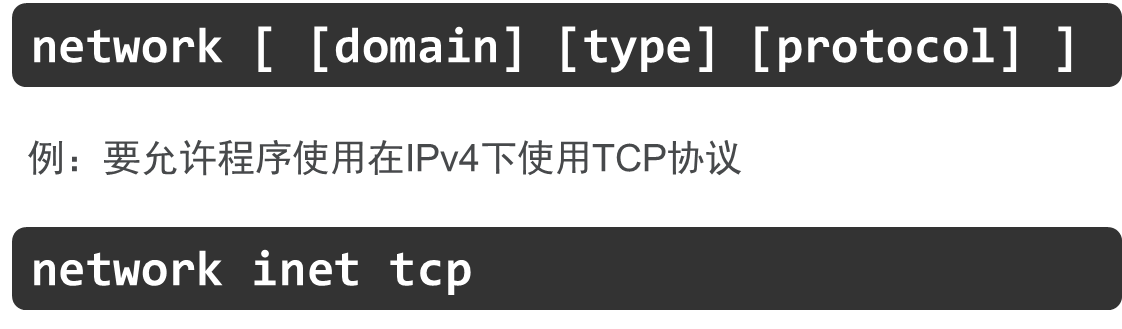 network [ [domain] [type] [protocol] ]
例：要允许程序使用在IPv4下使用TCP协议
network inet tcp